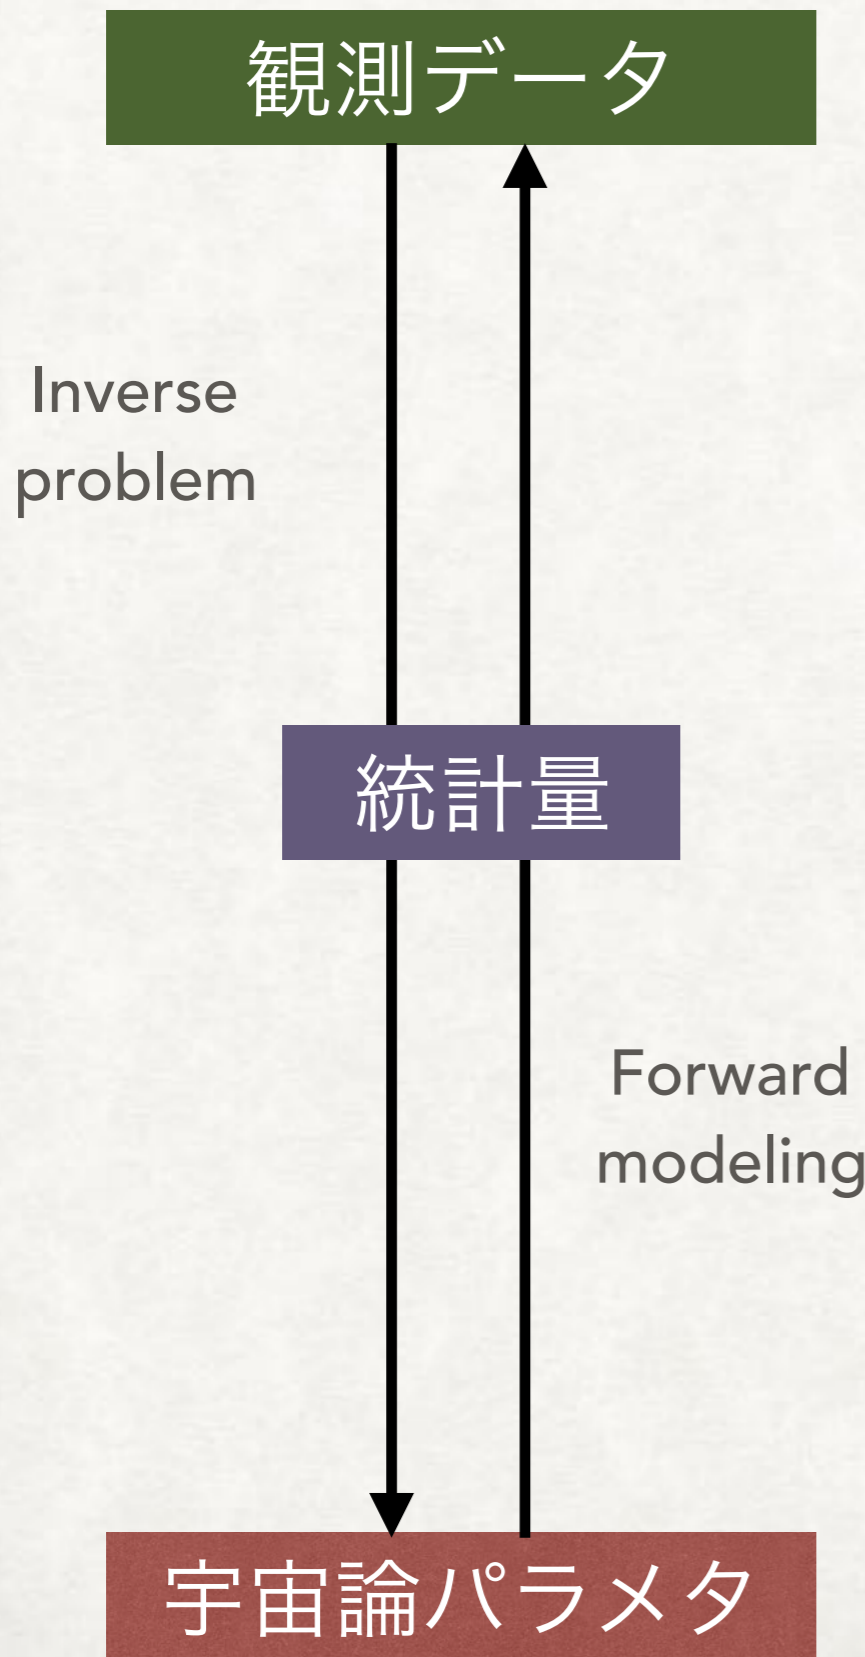 観測データ
Inverse
problem
統計量
Forward
modeling
宇宙論パラメタ